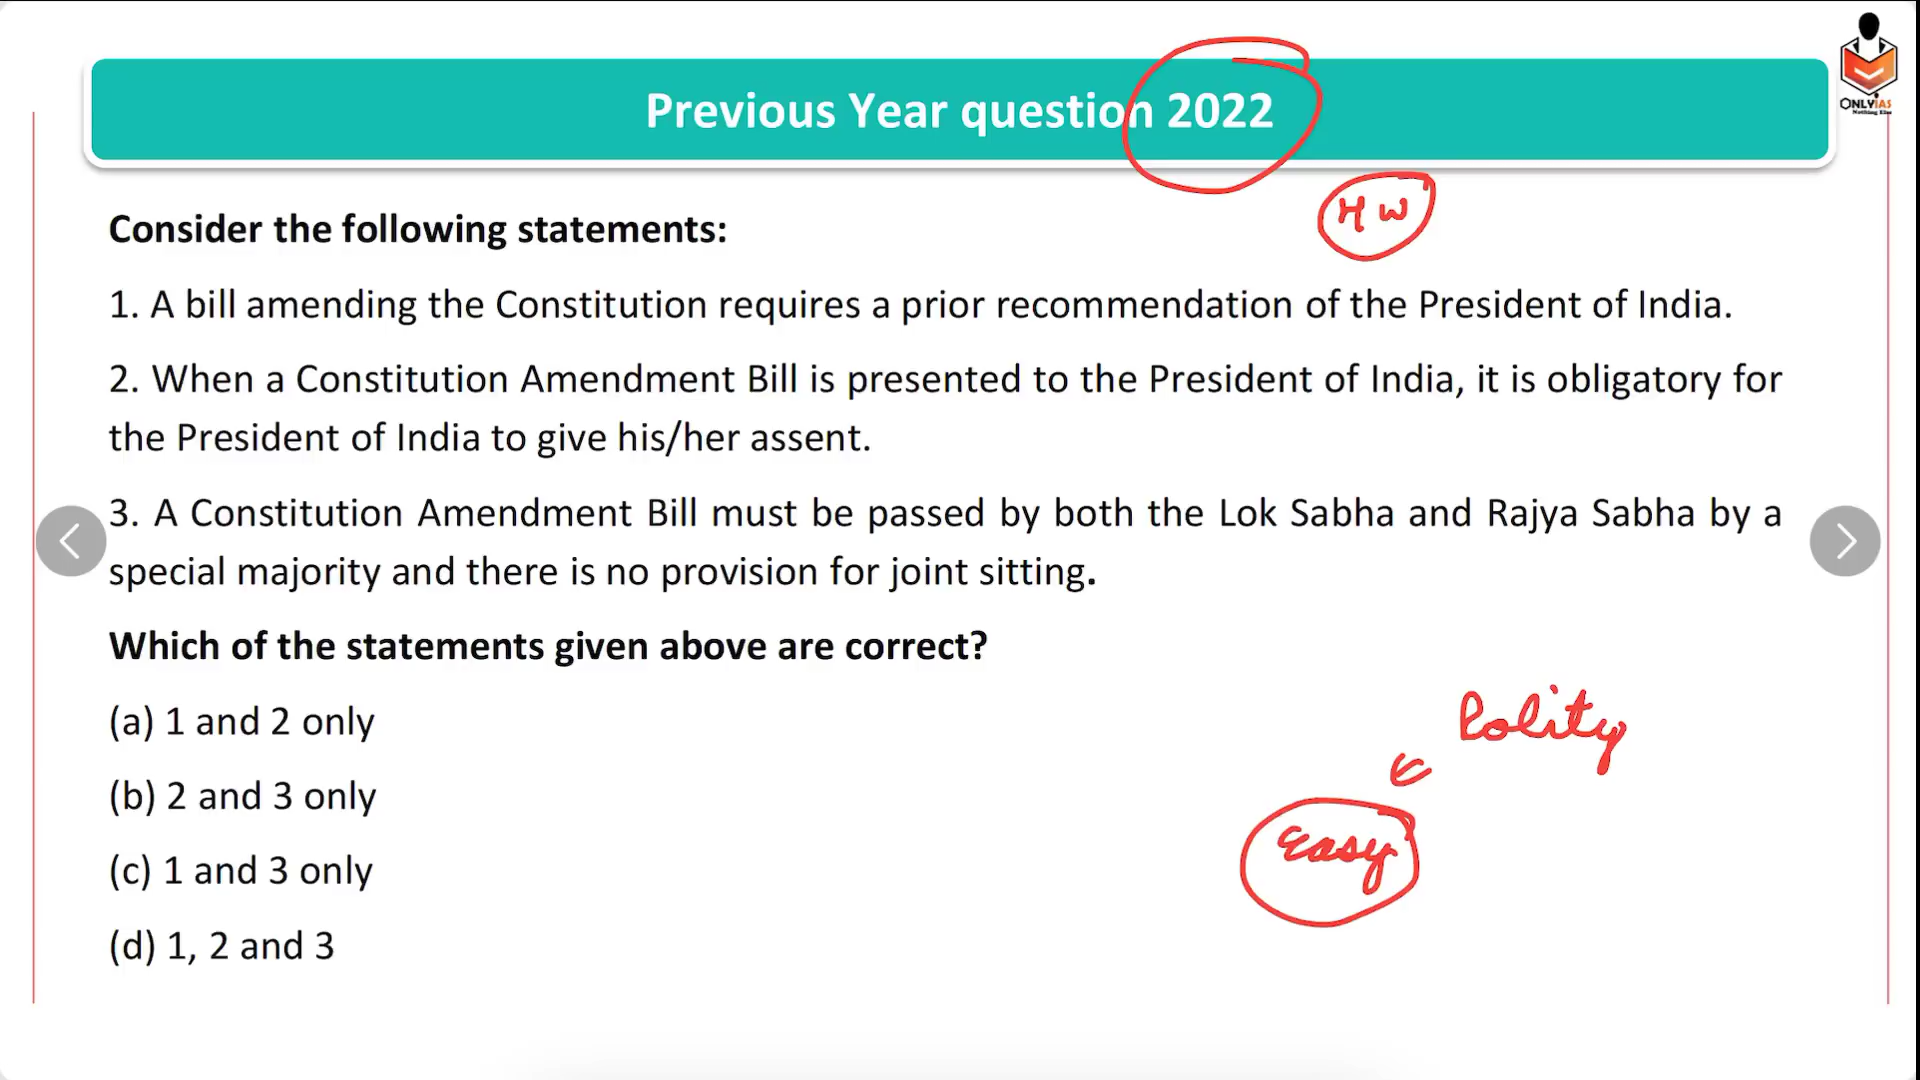 Previous Year question 2022
ONLYIAS
Nothing Else
HW
Consider the following statements:
1. A bill amending the Constitution requires a prior recommendation of the President of India.
2. When a Constitution Amendment Bill is presented to the President of India, it is obligatory for
the President of India to give his/her assent.
3. A Constitution Amendment Bill must be passed by both the Lok Sabha and Rajya Sabha by a
special majority and there is no provision for joint sitting.
Which of the statements given above are correct?
(a) 1 and 2 only
(b) 2 and 3 only
(c) 1 and 3 only
(d) 1, 2 and 3
Polity
Easy